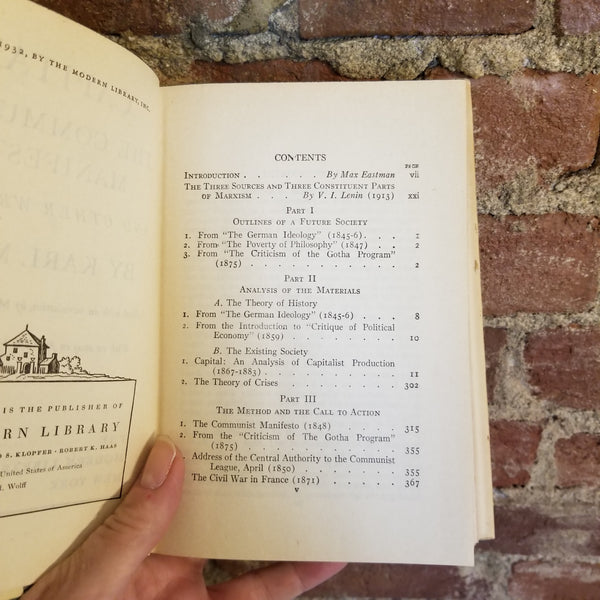 1932, BY THE MODERN LIBRARY, INC.
IS THE PUBLISHER OF
RN LIBRARY
S. KLOPFER · ROBERT K. HAAS
United States of America
Wolff
CONTENTS
PAGE
INTRODUCTION . . . . . . By Max Eastman vii
THE THREE SOURCES AND THREE CONSTITUENT PARTS
OF MARXISM . . . . By V. I. Lenin (1913) xxi
PART I
OUTLINES OF A FUTURE SOCIETY
1. From "The German Ideology" (1845-6) . . . 1
2. From "The Poverty of Philosophy" (1847) . . 2
3. From "The Criticism of the Gotha Program"
(1875) . . . . . . . . . . . 2
PART II
ANALYSIS OF THE MATERIALS
A. The Theory of History
1. From "The German Ideology" (1845-6) . . . . 8
2. From the Introduction to "Critique of Political
Economy" (1859) . . . . . . . . 10
B. The Existing Society
1. Capital: An Analysis of Capitalist Production
(1867-1883) . . . . . . . . . . 11
2. The Theory of Crises . . . . . . . . 302
PART III
THE METHOD AND THE CALL TO ACTION
1. The Communist Manifesto (1848) . . . . . 315
2. From the "Criticism of The Gotha Program"
(1875) . . . . . . . . . . . 355
Address of the Central Authority to the Communist
League, April (1850) . . . . . . . 355
The Civil War in France (1871) . . . . . 367
v